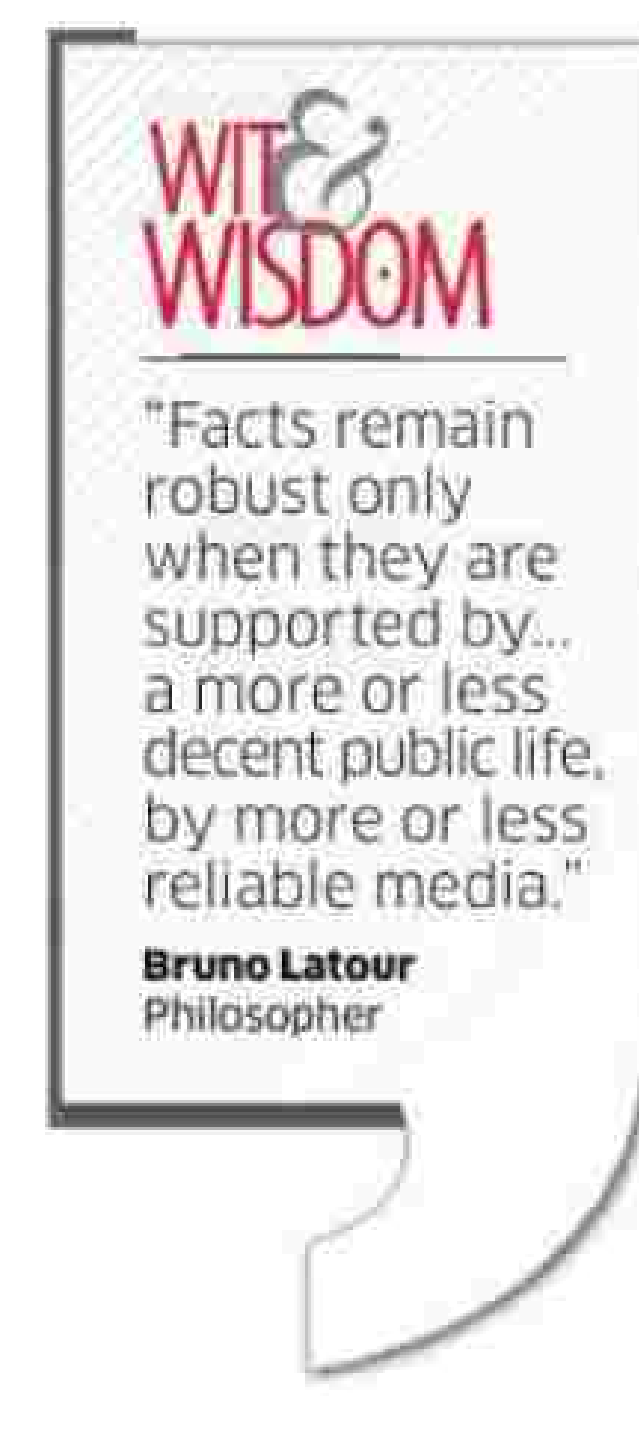 WIT&
WISDOM
"Facts remain
robust only
when they are
supported by...
a more or less
decent public life,
by more or less
reliable media."
Bruno Latour
Philosopher